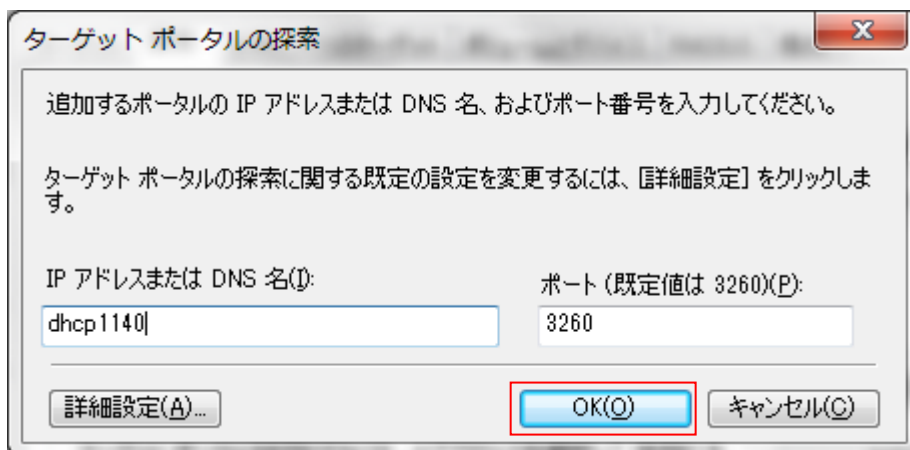 ターゲット ポータルの探索
追加するポータルの IP アドレスまたは DNS 名、およびポート番号を入力してください。
ターゲット ポータルの探索に関する既定の設定を変更するには、[詳細設定] をクリックしま
す。
IP アドレスまたは DNS 名(I):
ポート (既定値は 3260)(P):
dhcp1140
3260
詳細設定(A)...
OK(O)
キャンセル(C)